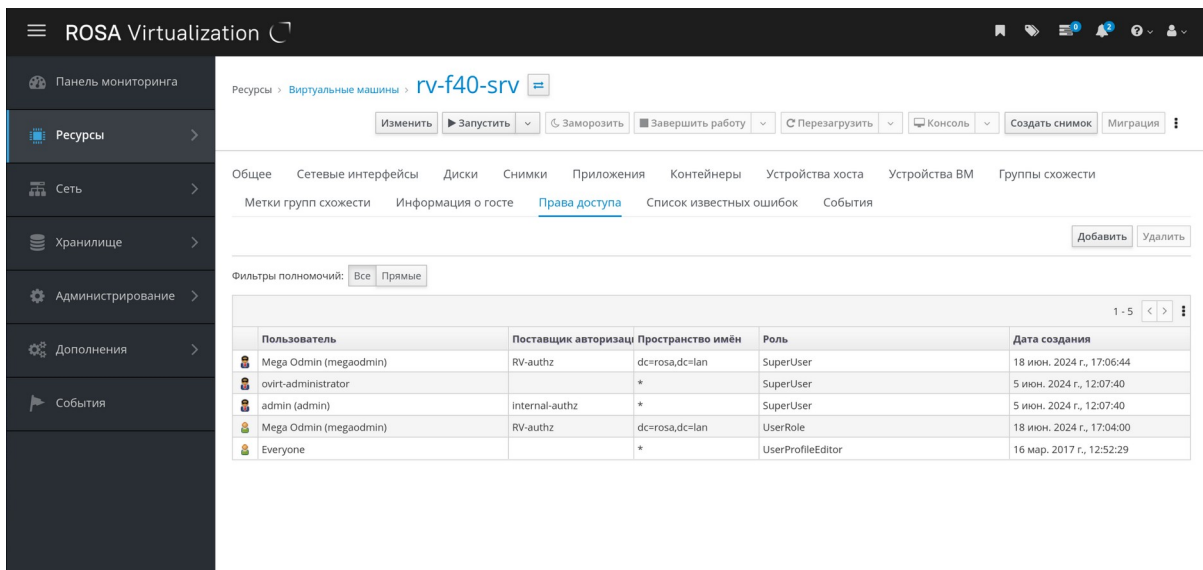 ROSA Virtualization
0
2
Панель мониторинга
Ресурсы
Сеть
Хранилище
Администрирование
Дополнения
События
Ресурсы > Виртуальные машины > rv-f40-srv
Изменить Запустить Заморозить Завершить работу Перезагрузить Консоль Создать снимок Миграция
Общее Сетевые интерфейсы Диски Снимки Приложения Контейнеры Устройства хоста Устройства ВМ Группы схожести
Метки групп схожести Информация о госте Права доступа Список известных ошибок События
Добавить Удалить
Фильтры полномочий: Все Прямые
1 - 5 < >
Пользователь Поставщик авторизаци Пространство имён Роль Дата создания
Mega Odmin (megaodmin) RV-authz dc=rosa,dc=lan SuperUser 18 июн. 2024 г., 17:06:44
ovirt-administrator * SuperUser 5 июн. 2024 г., 12:07:40
admin (admin) internal-authz * SuperUser 5 июн. 2024 г., 12:07:40
Mega Odmin (megaodmin) RV-authz dc=rosa,dc=lan UserRole 18 июн. 2024 г., 17:04:00
Everyone * UserProfileEditor 16 мар. 2017 г., 12:52:29